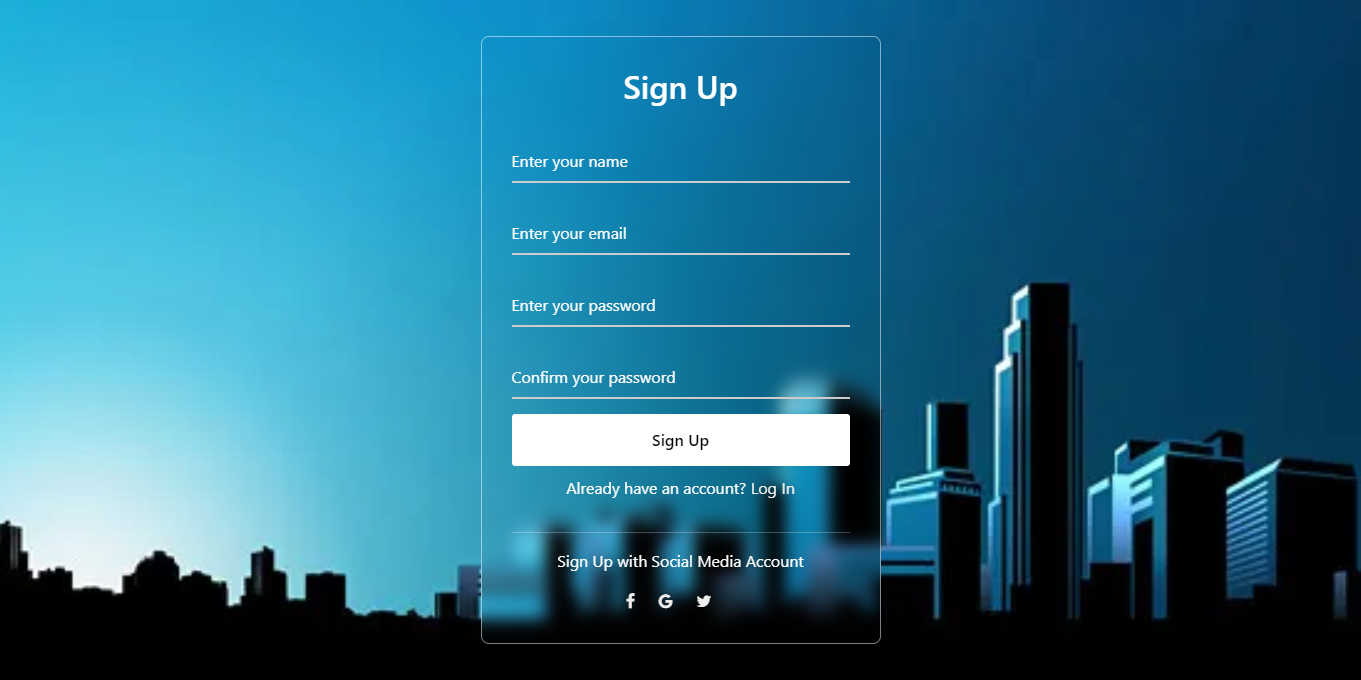 Sign Up
Enter your name
Enter your email
Enter your password
Confirm your password
Sign Up
Already have an account? Log In
Sign Up with Social Media Account